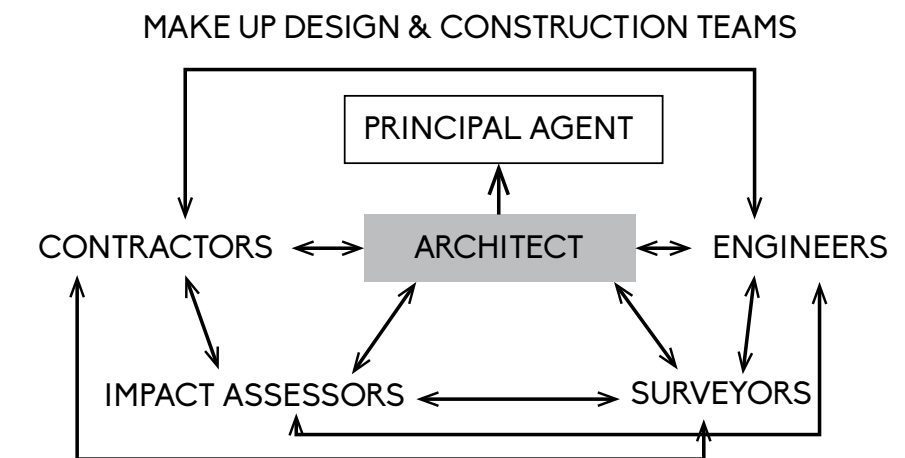 MAKE UP DESIGN & CONSTRUCTION TEAMS
PRINCIPAL AGENT
CONTRACTORS
ARCHITECT
ENGINEERS
IMPACT ASSESSORS
SURVEYORS